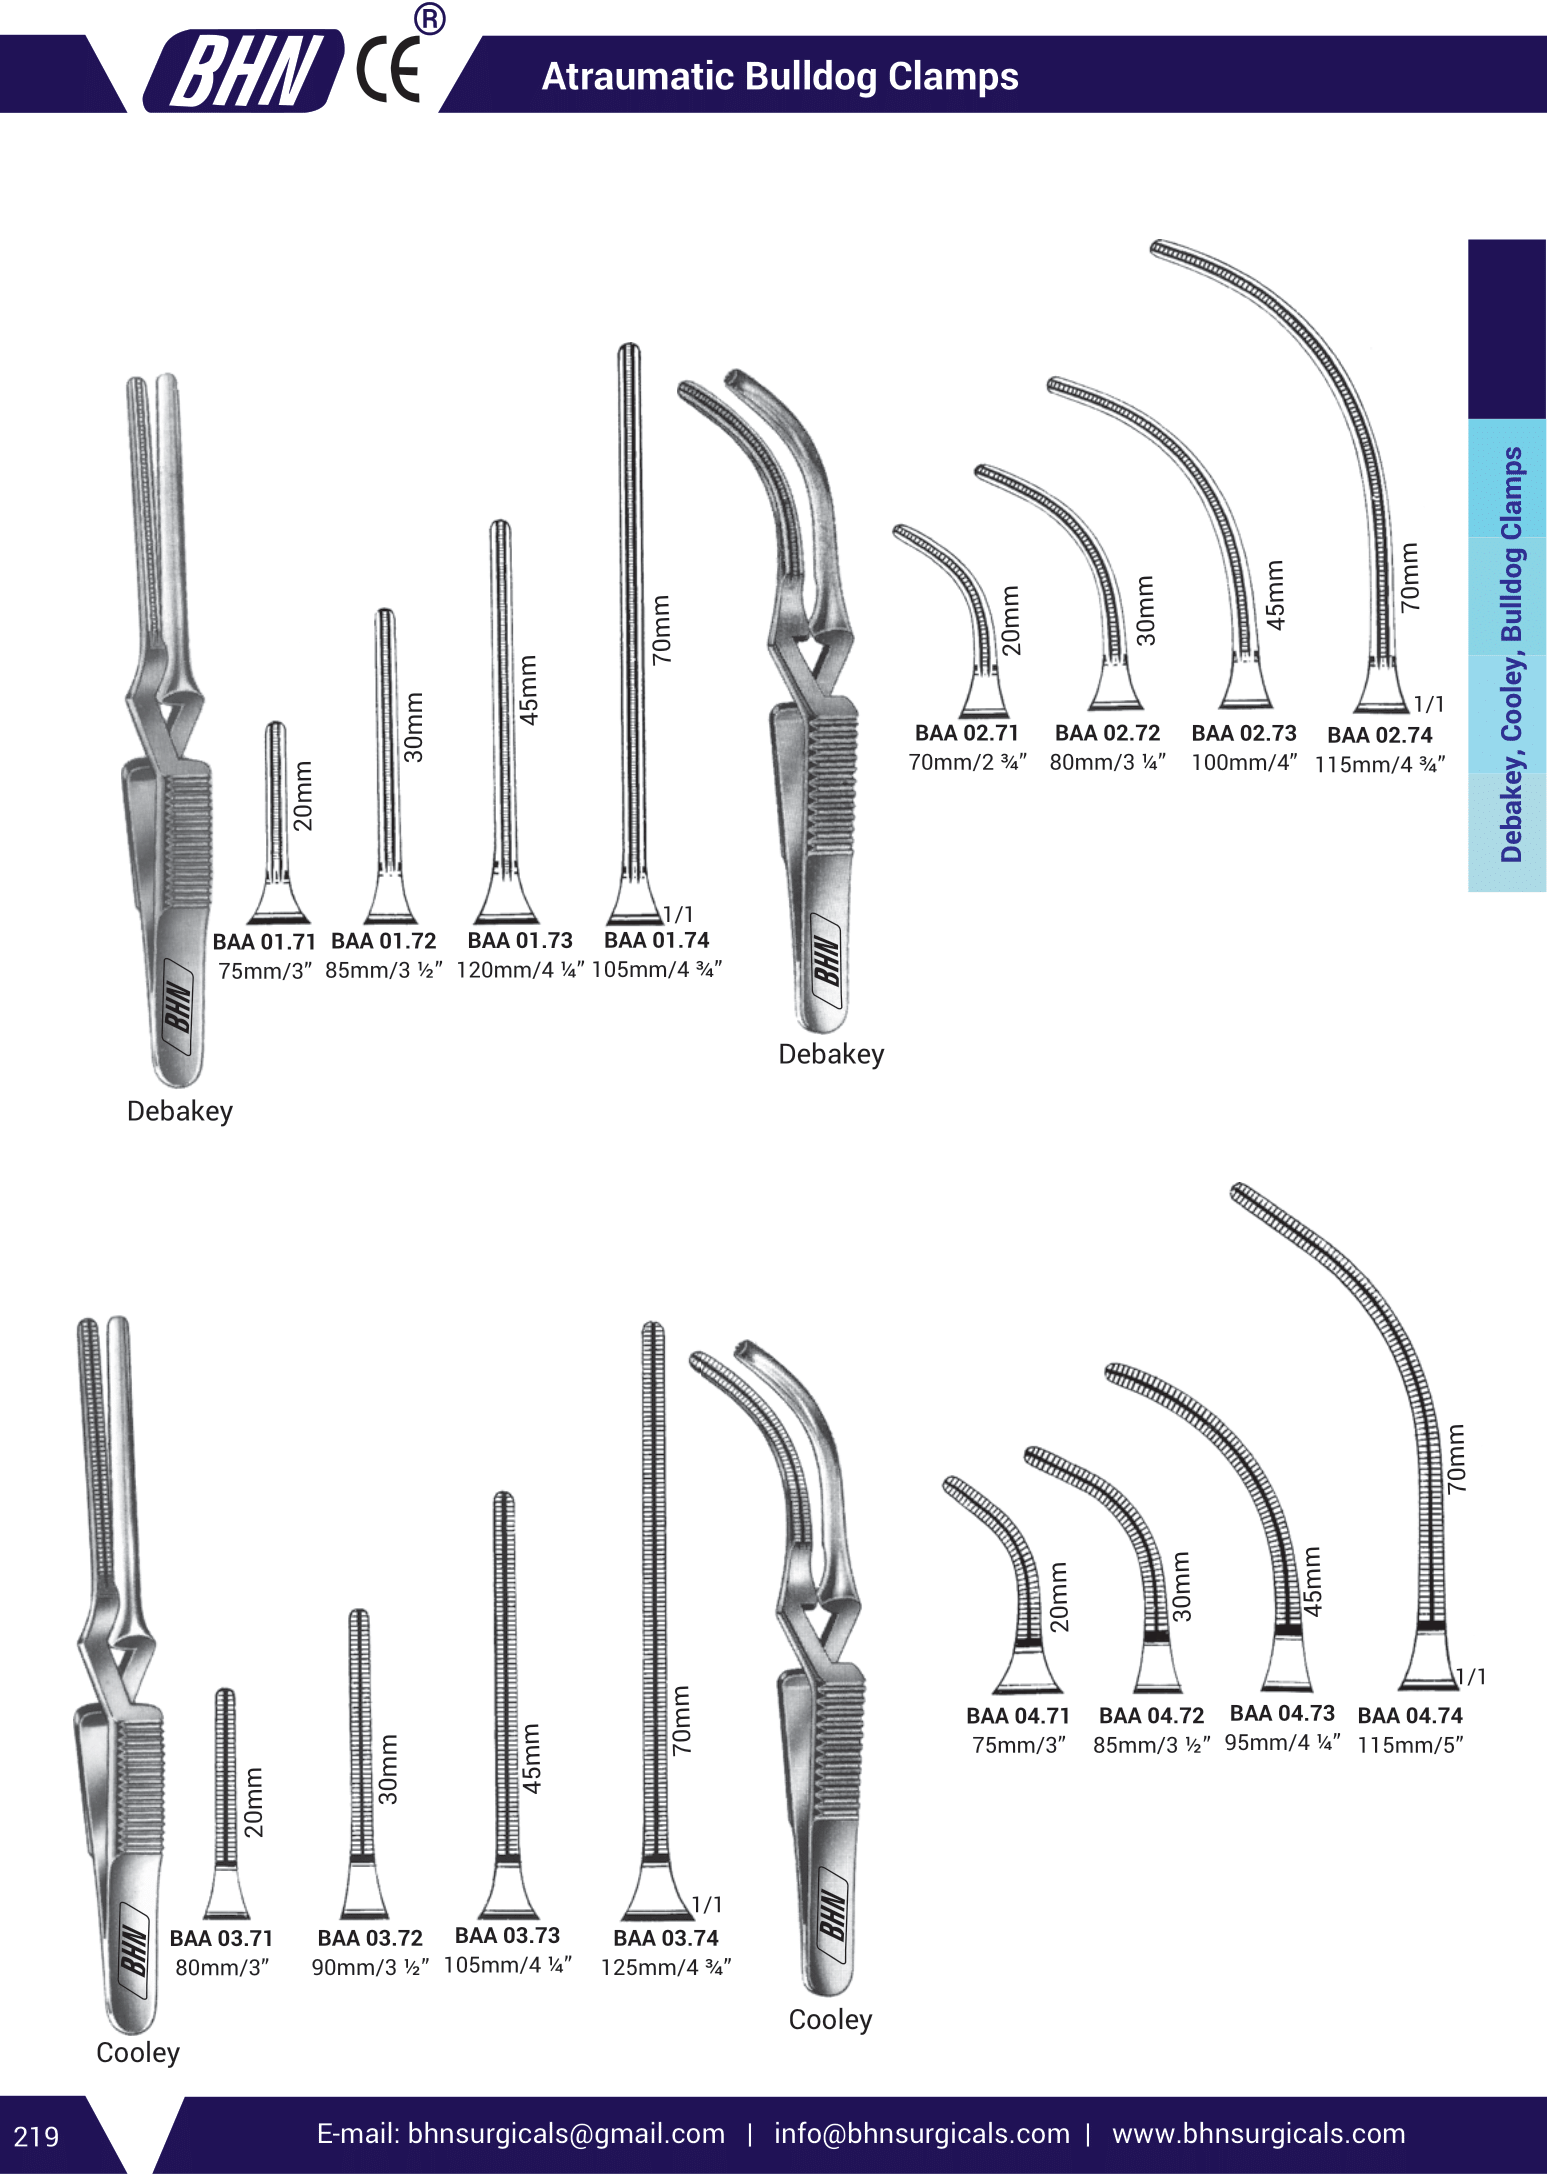 BHN CE ®
Atraumatic Bulldog Clamps
Debakey, Cooley, Bulldog Clamps
20mm
30mm
45mm
70mm
1/1
BAA 01.71 BAA 01.72 BAA 01.73 BAA 01.74
75mm/3” 85mm/3 ½” 120mm/4 ¼” 105mm/4 ¾”
BHN
Debakey
20mm
30mm
45mm
70mm
1/1
BAA 02.71 BAA 02.72 BAA 02.73 BAA 02.74
70mm/2 ¾” 80mm/3 ¼” 100mm/4” 115mm/4 ¾”
BHN
Debakey
20mm
30mm
45mm
70mm
1/1
BAA 03.71 BAA 03.72 BAA 03.73 BAA 03.74
80mm/3” 90mm/3 ½” 105mm/4 ¼” 125mm/4 ¾”
BHN
Cooley
20mm
30mm
45mm
70mm
1/1
BAA 04.71 BAA 04.72 BAA 04.73 BAA 04.74
75mm/3” 85mm/3 ½” 95mm/4 ¼” 115mm/5”
BHN
Cooley
219
E-mail: bhnsurgicals@gmail.com | info@bhnsurgicals.com | www.bhnsurgicals.com